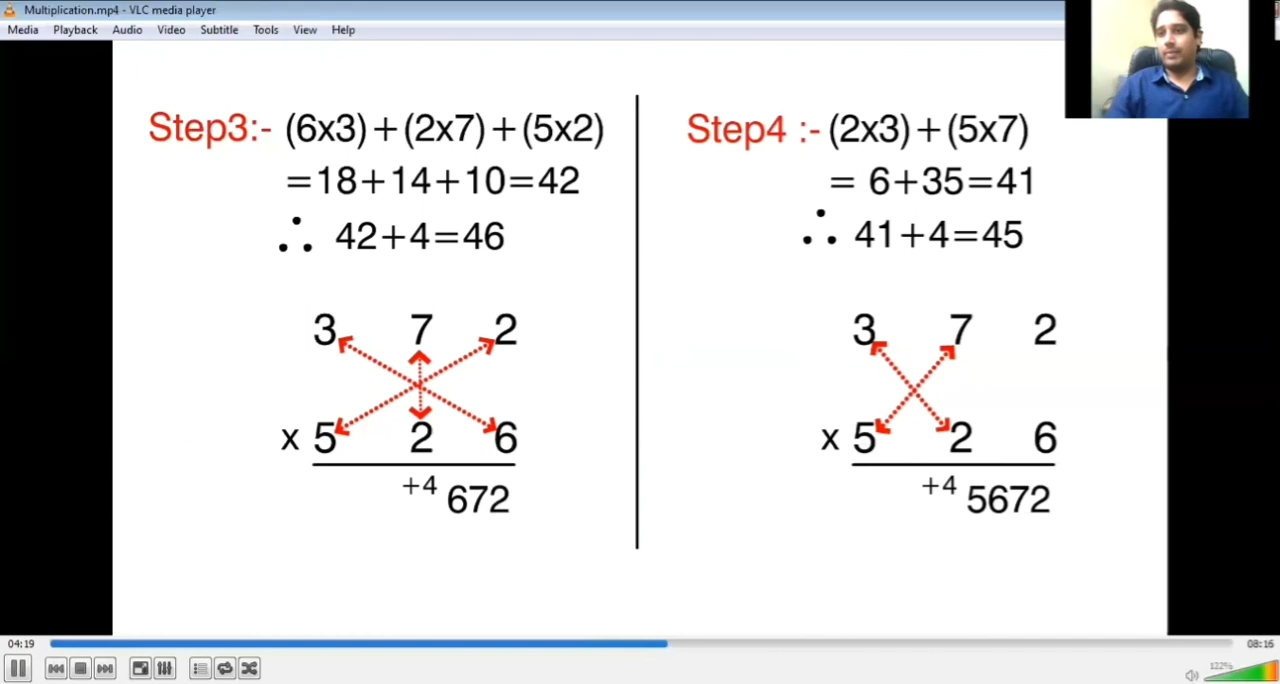 Multiplication.mp4 - VLC media player
Media Playback Audio Video Subtitle Tools View Help
Step3:- (6x3)+(2x7)+(5x2)
=18+14+10=42
∴ 42+4=46
3 7 2
x 5 2 6
+4 672
Step4 :- (2x3)+(5x7)
= 6+35=41
∴ 41+4=45
3 7 2
x 5 2 6
+4 5672
04:19
08:16
122%